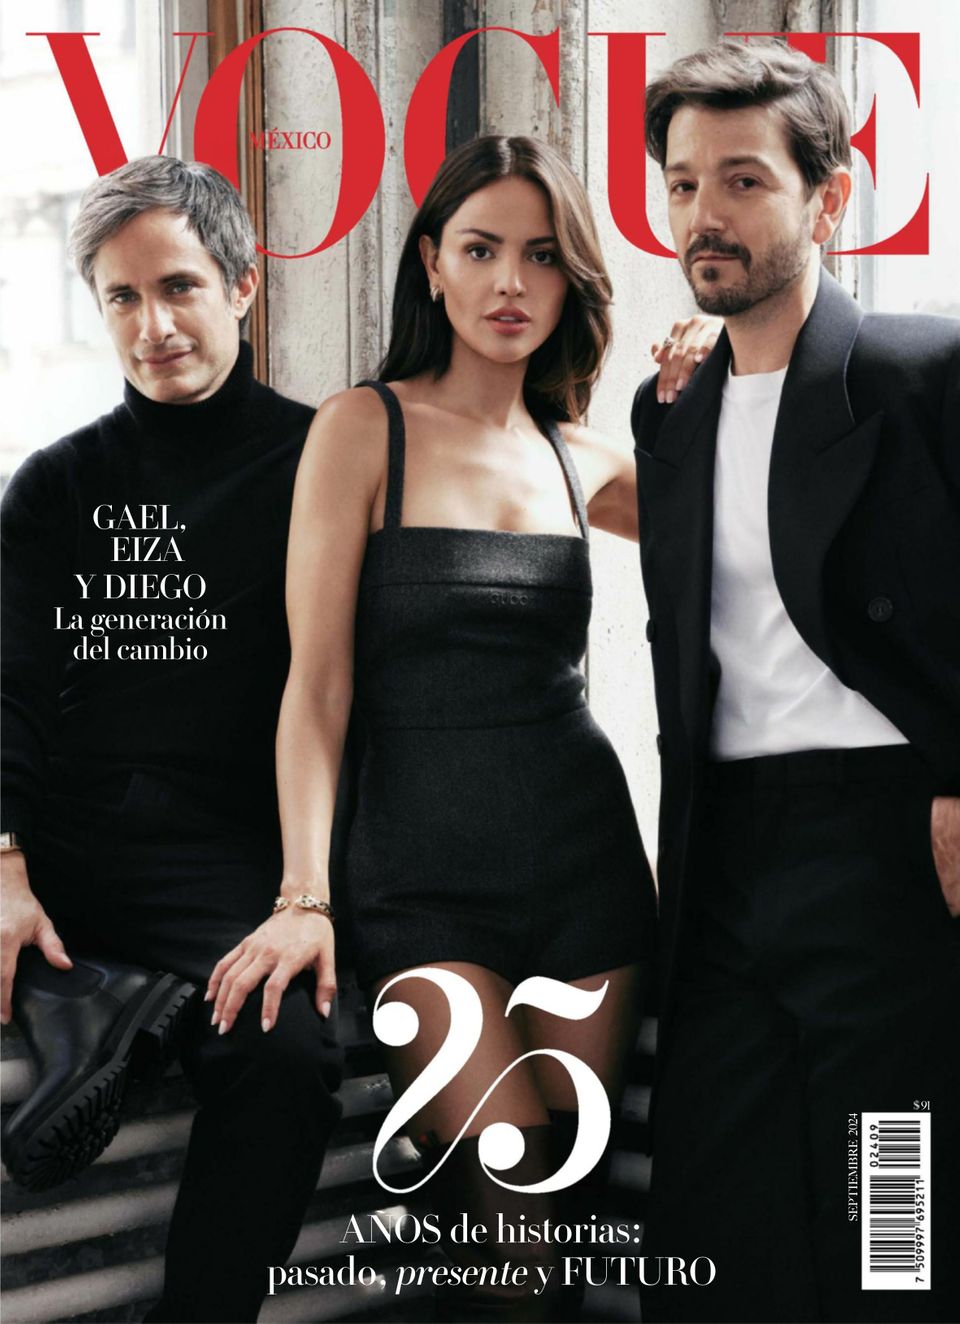 VOGUE
MÉXICO
GAEL,
EIZA
Y DIEGO
La generación
del cambio
GUCCI
25
AÑOS de historias:
pasado, presente y FUTURO
SEPTIEMBRE 2024
$91
02409
7 509997 695211